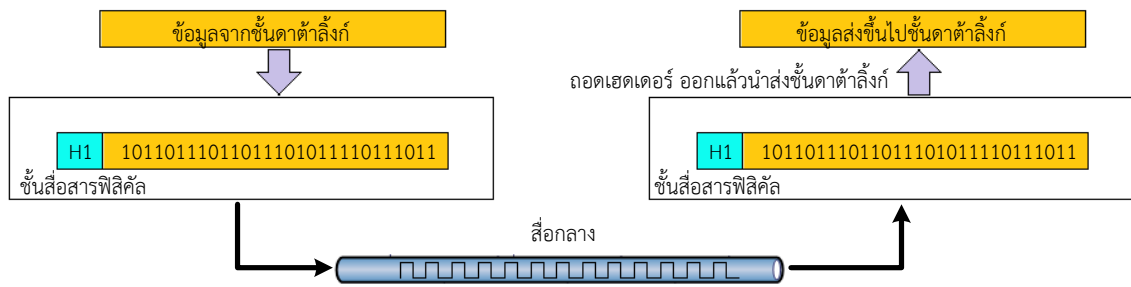 ข้อมูลจากชั้นดาต้าลิ้งก์
ข้อมูลส่งขึ้นไปชั้นดาต้าลิ้งก์
ถอดเฮดเดอร์ ออกแล้วนำส่งชั้นดาต้าลิ้งก์
H1 1011011101101110101111011101​1
ชั้นสื่อสารฟิสิคัล
H1 10110111011011101011110111011
ชั้นสื่อสารฟิสิคัล
สื่อกลาง